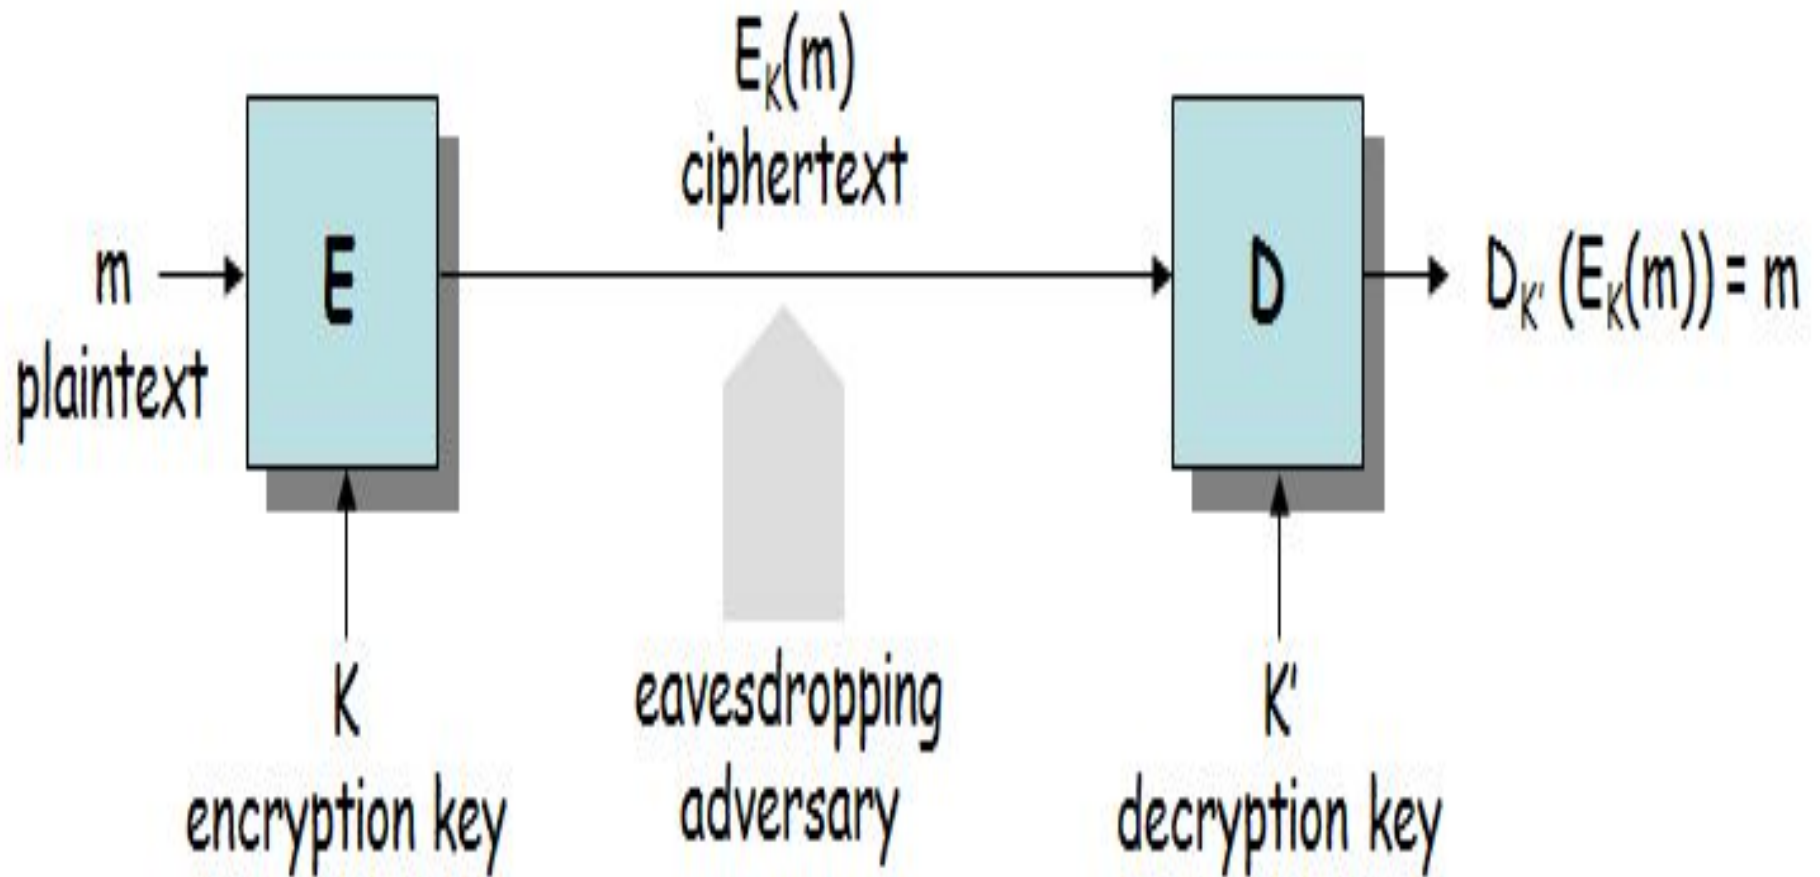 E_K(m)
ciphertext
m
plaintext
E
D
D_K' (E_K(m)) = m
K
encryption key
eavesdropping
adversary
K'
decryption key